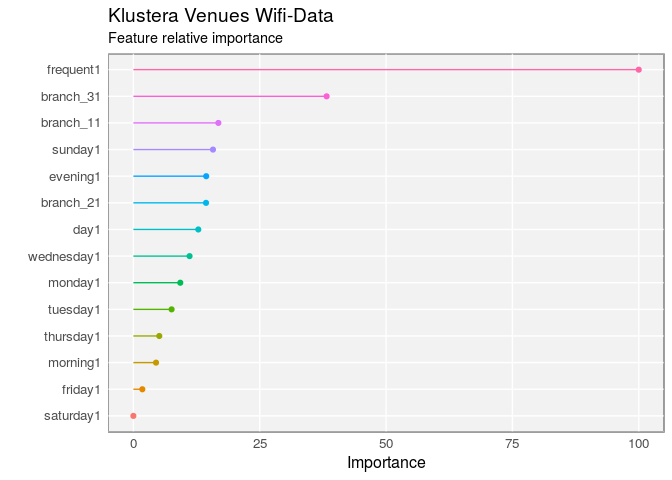 Klustera Venues Wifi-Data
Feature relative importance
frequent1
branch_31
branch_11
sunday1
evening1
branch_21
day1
wednesday1
monday1
tuesday1
thursday1
morning1
friday1
saturday1
0 25 50 75 100
Importance